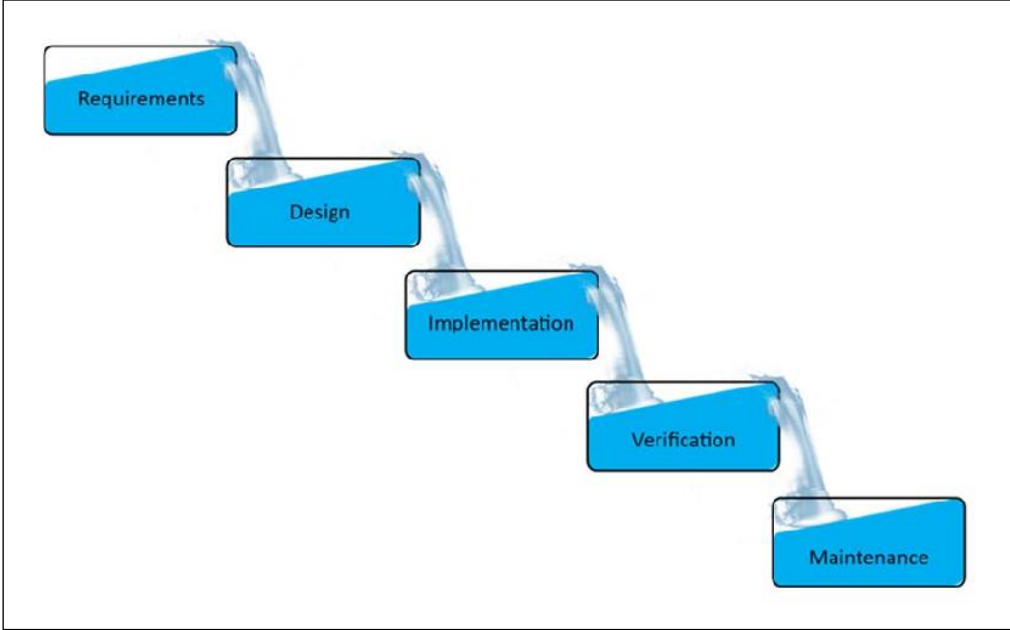 Requirements
Design
Implementation
Verification
Maintenance